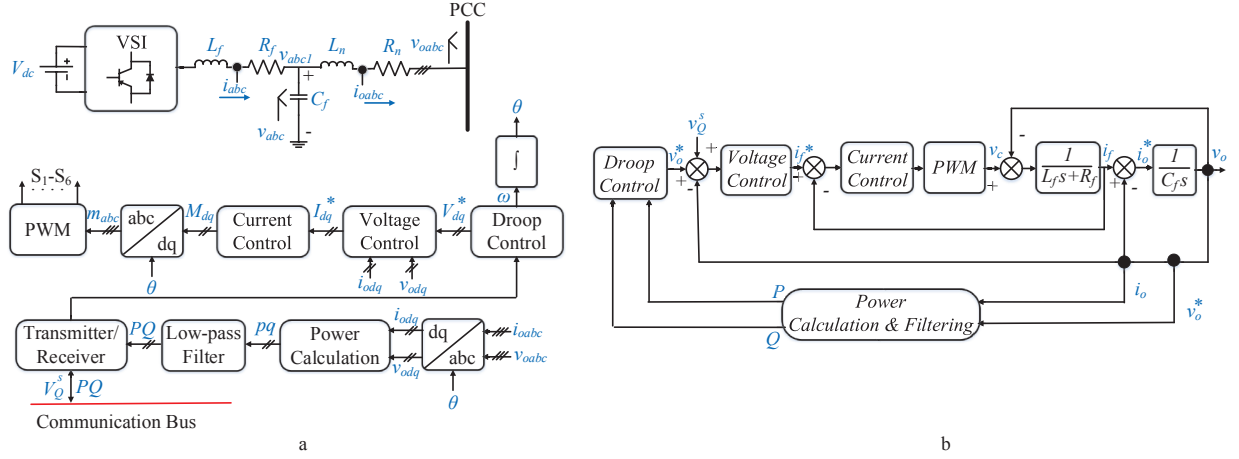 PCC
VSI
L_f
R_f
v_abc1
L_n
R_n
v_oabc
V_dc
+
-
i_abc
+
C_f
i_oabc
v_abc
-
θ
∫
S₁-S₆
ω
PWM
m_abc
abc
dq
M_dq
Current
Control
I_dq*
Voltage
Control
V_dq*
Droop
Control
θ
i_odq
v_odq
Transmitter/
Receiver
PQ
Low-pass
Filter
pq
Power
Calculation
i_odq
v_odq
dq
abc
i_oabc
v_oabc
V_Q^s
PQ
θ
Communication Bus
a
v_Q^s
Droop
Control
v_o*
+
+
-
Voltage
Control
i_f*
+
-
Current
Control
PWM
v_c
-
+
1
L_f s+R_f
i_f
i_o*
+
-
1
C_f s
v_o
i_o
v_o*
P
Q
Power
Calculation & Filtering
b